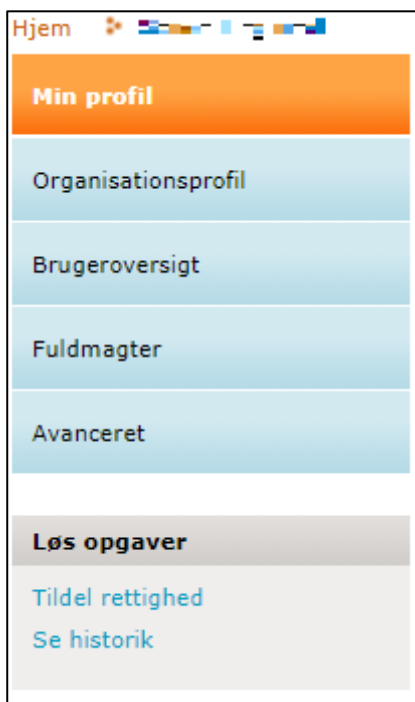 Hjem
Min profil
Organisationsprofil
Brugeroversigt
Fuldmagter
Avanceret
Løs opgaver
Tildel rettighed
Se historik